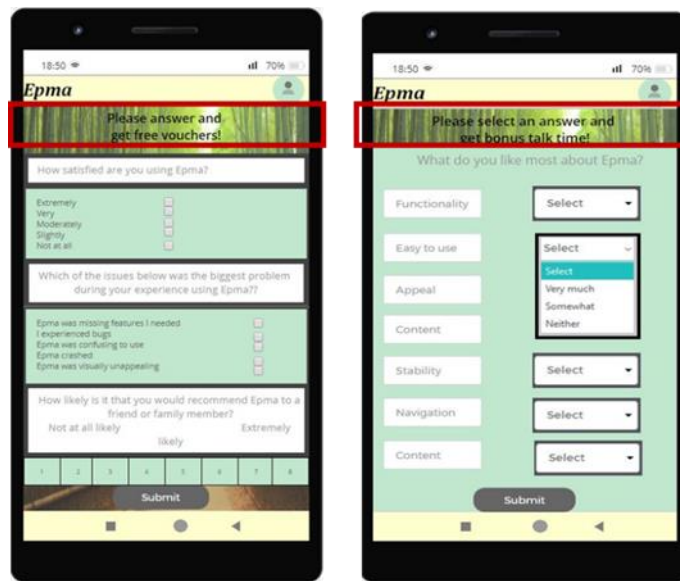 18:50
70%
Epma
Please answer and
get free vouchers!
How satisfied are you using Epma?
Extremely
Very
Moderately
Slightly
Not at all
Which of the issues below was the biggest problem
during your experience using Epma??
Epma was missing features I needed
I experienced bugs
Epma was confusing to use
Epma crashed
Epma was visually unappealing
How likely is it that you would recommend Epma to a
friend or family member?
Not at all likely Extremely
likely
1 2 3 4 5 6 7 8
Submit
18:50
70%
Epma
Please select an answer and
get bonus talk time!
What do you like most about Epma?
Functionality Select
Easy to use Select
Select
Very much
Appeal
Somewhat
Neither
Content
Stability Select
Navigation Select
Content Select
Submit